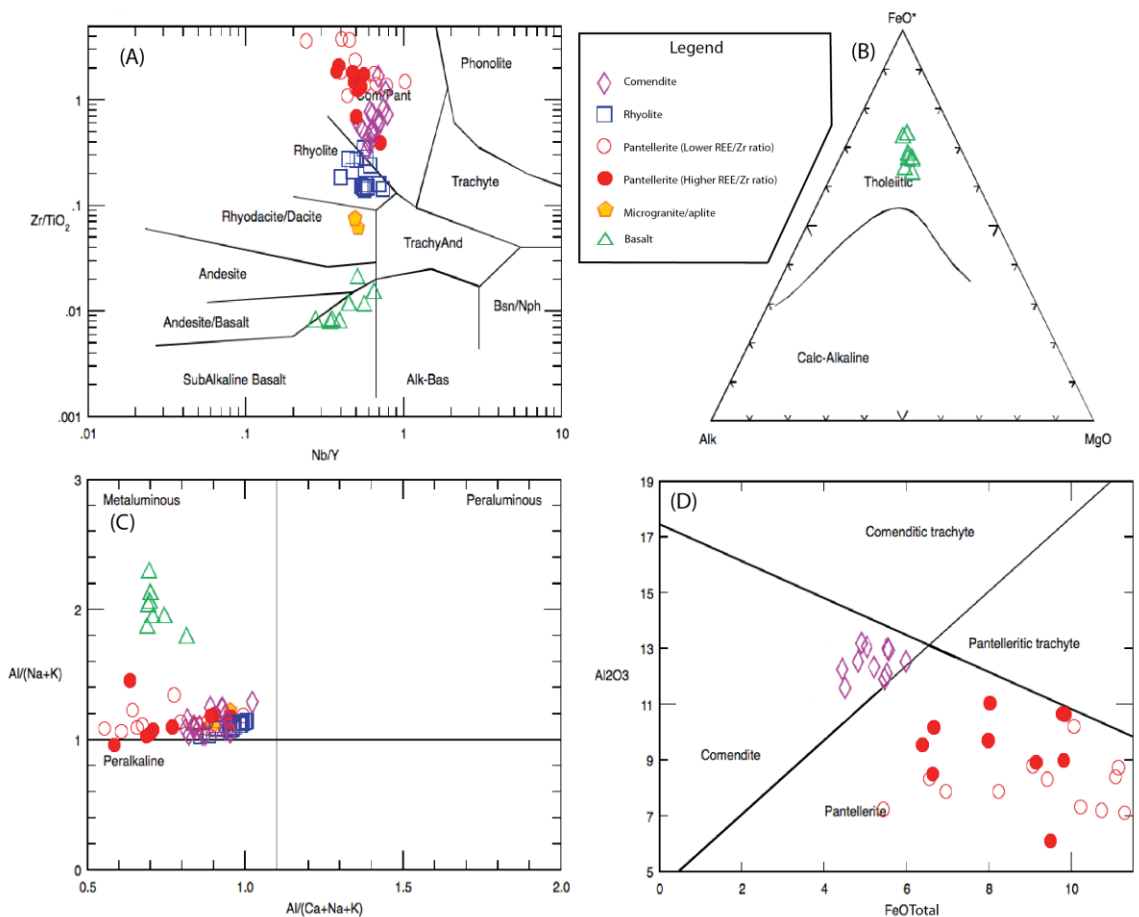 (A)
Phonolite
Com/Pant
Rhyolite
Trachyte
Rhyodacite/Dacite
TrachyAnd
Andesite
Bsn/Nph
Andesite/Basalt
SubAlkaline Basalt
Alk-Bas
Zr/TiO2
1
.1
.01
.001
.01
.1
1
10
Nb/Y
Legend
Comendite
Rhyolite
Pantellerite (Lower REE/Zr ratio)
Pantellerite (Higher REE/Zr ratio)
Microgranite/aplite
Basalt
(B)
FeO*
Tholeiitic
Calc-Alkaline
Alk
MgO
(C)
Metaluminous
Peraluminous
Peralkaline
Al/(Na+K)
3
2
1
0
0.5
1.0
1.5
2.0
Al/(Ca+Na+K)
(D)
Comenditic trachyte
Pantelleritic trachyte
Comendite
Pantellerite
Al2O3
19
17
15
13
11
9
7
5
0
2
4
6
8
10
FeOTotal